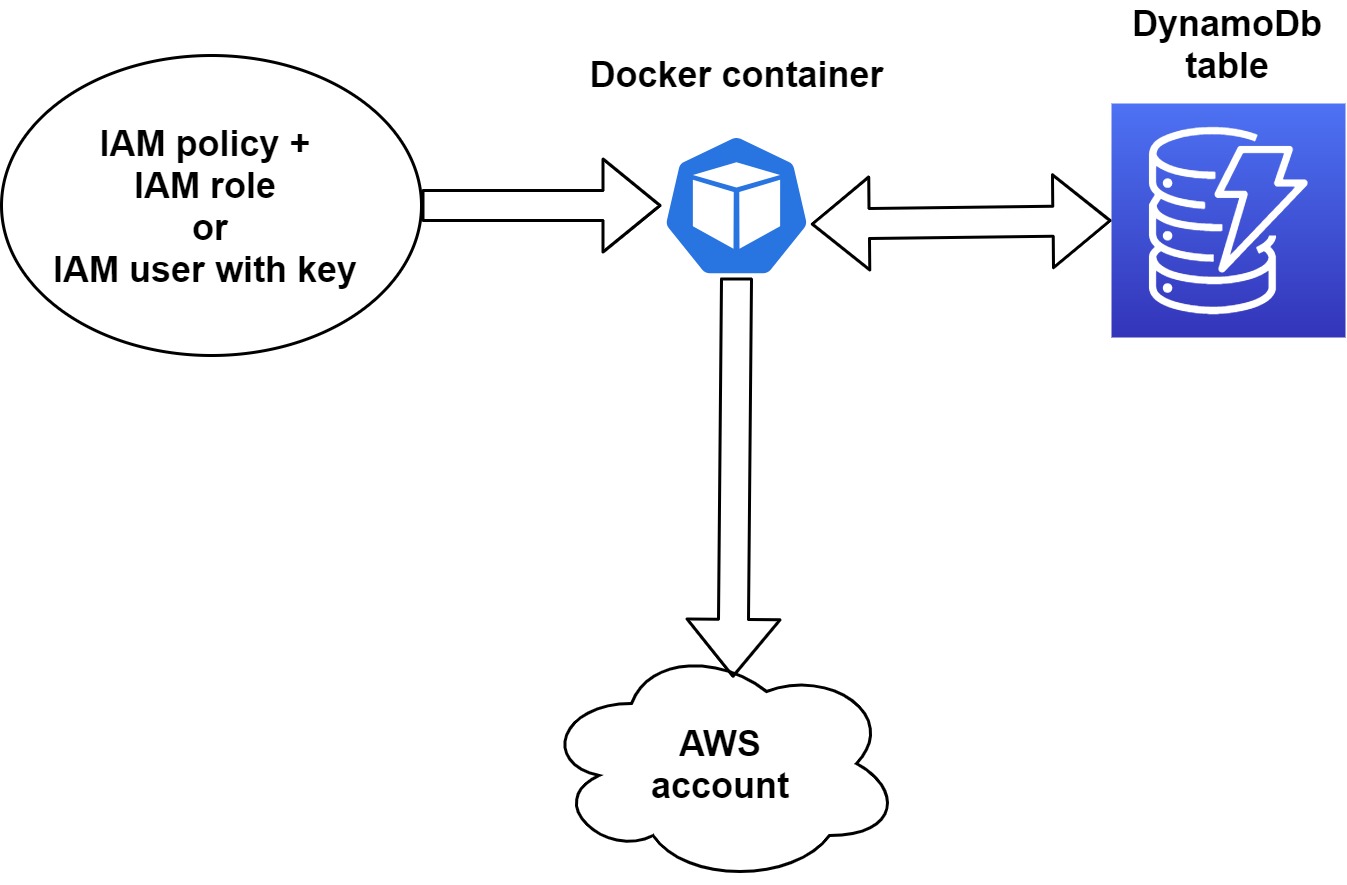 DynamoDb
table
Docker container
IAM policy +
IAM role
or
IAM user with key
AWS
account